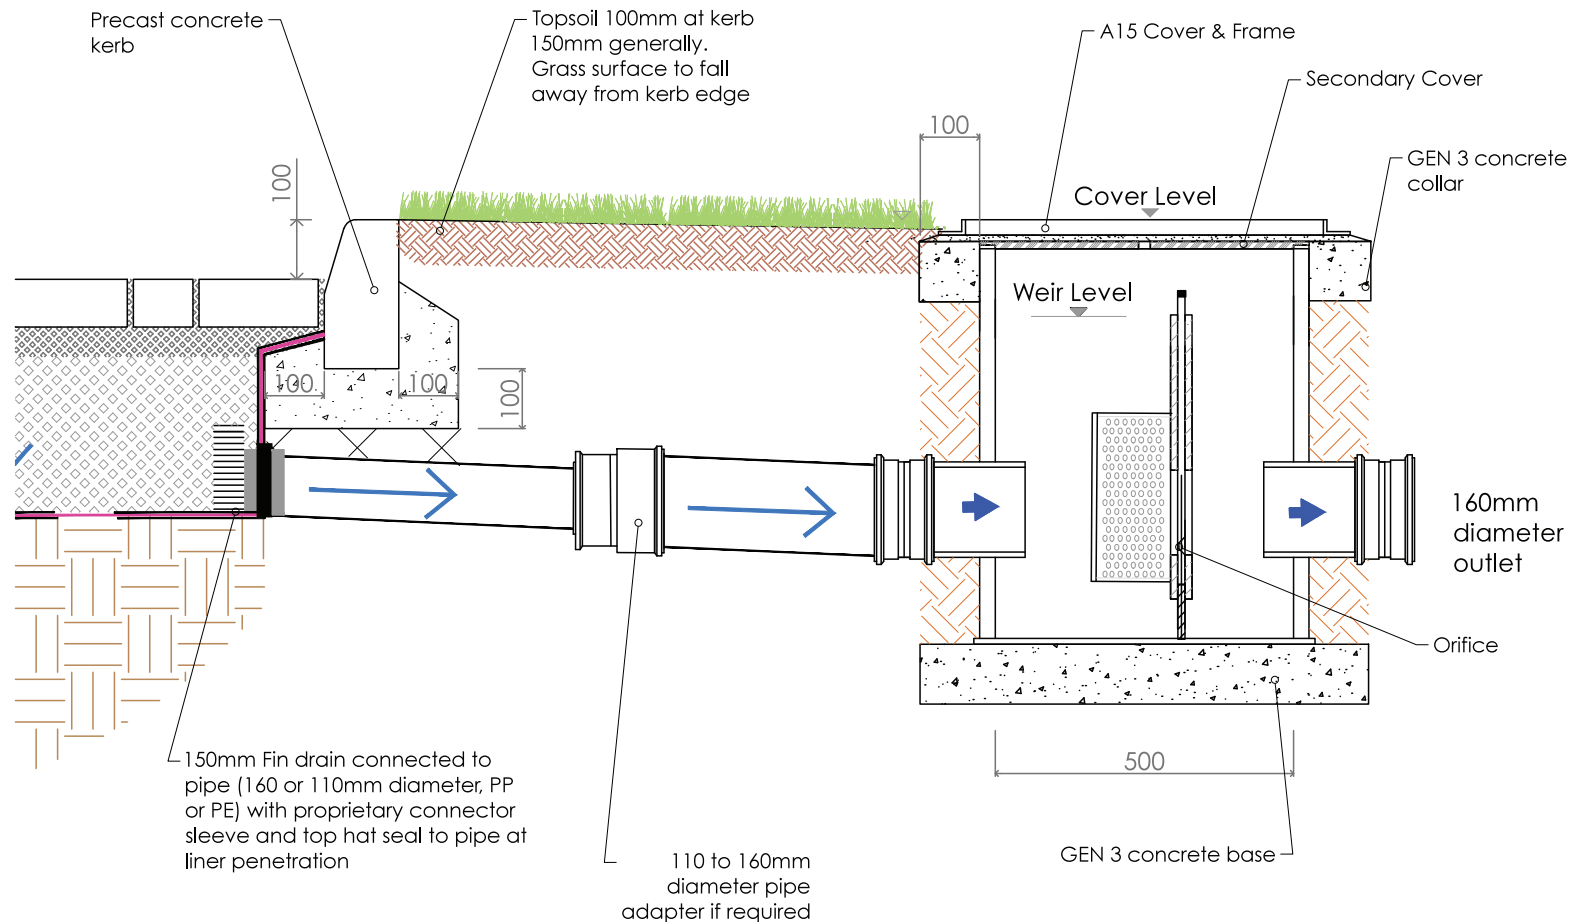 Precast concrete
kerb
Topsoil 100mm at kerb
150mm generally.
Grass surface to fall
away from kerb edge
A15 Cover & Frame
Secondary Cover
GEN 3 concrete
collar
100
100
Cover Level
Weir Level
100
100
100
160mm
diameter
outlet
Orifice
150mm Fin drain connected to
pipe (160 or 110mm diameter, PP
or PE) with proprietary connector
sleeve and top hat seal to pipe at
liner penetration
110 to 160mm
diameter pipe
adapter if required
500
GEN 3 concrete base